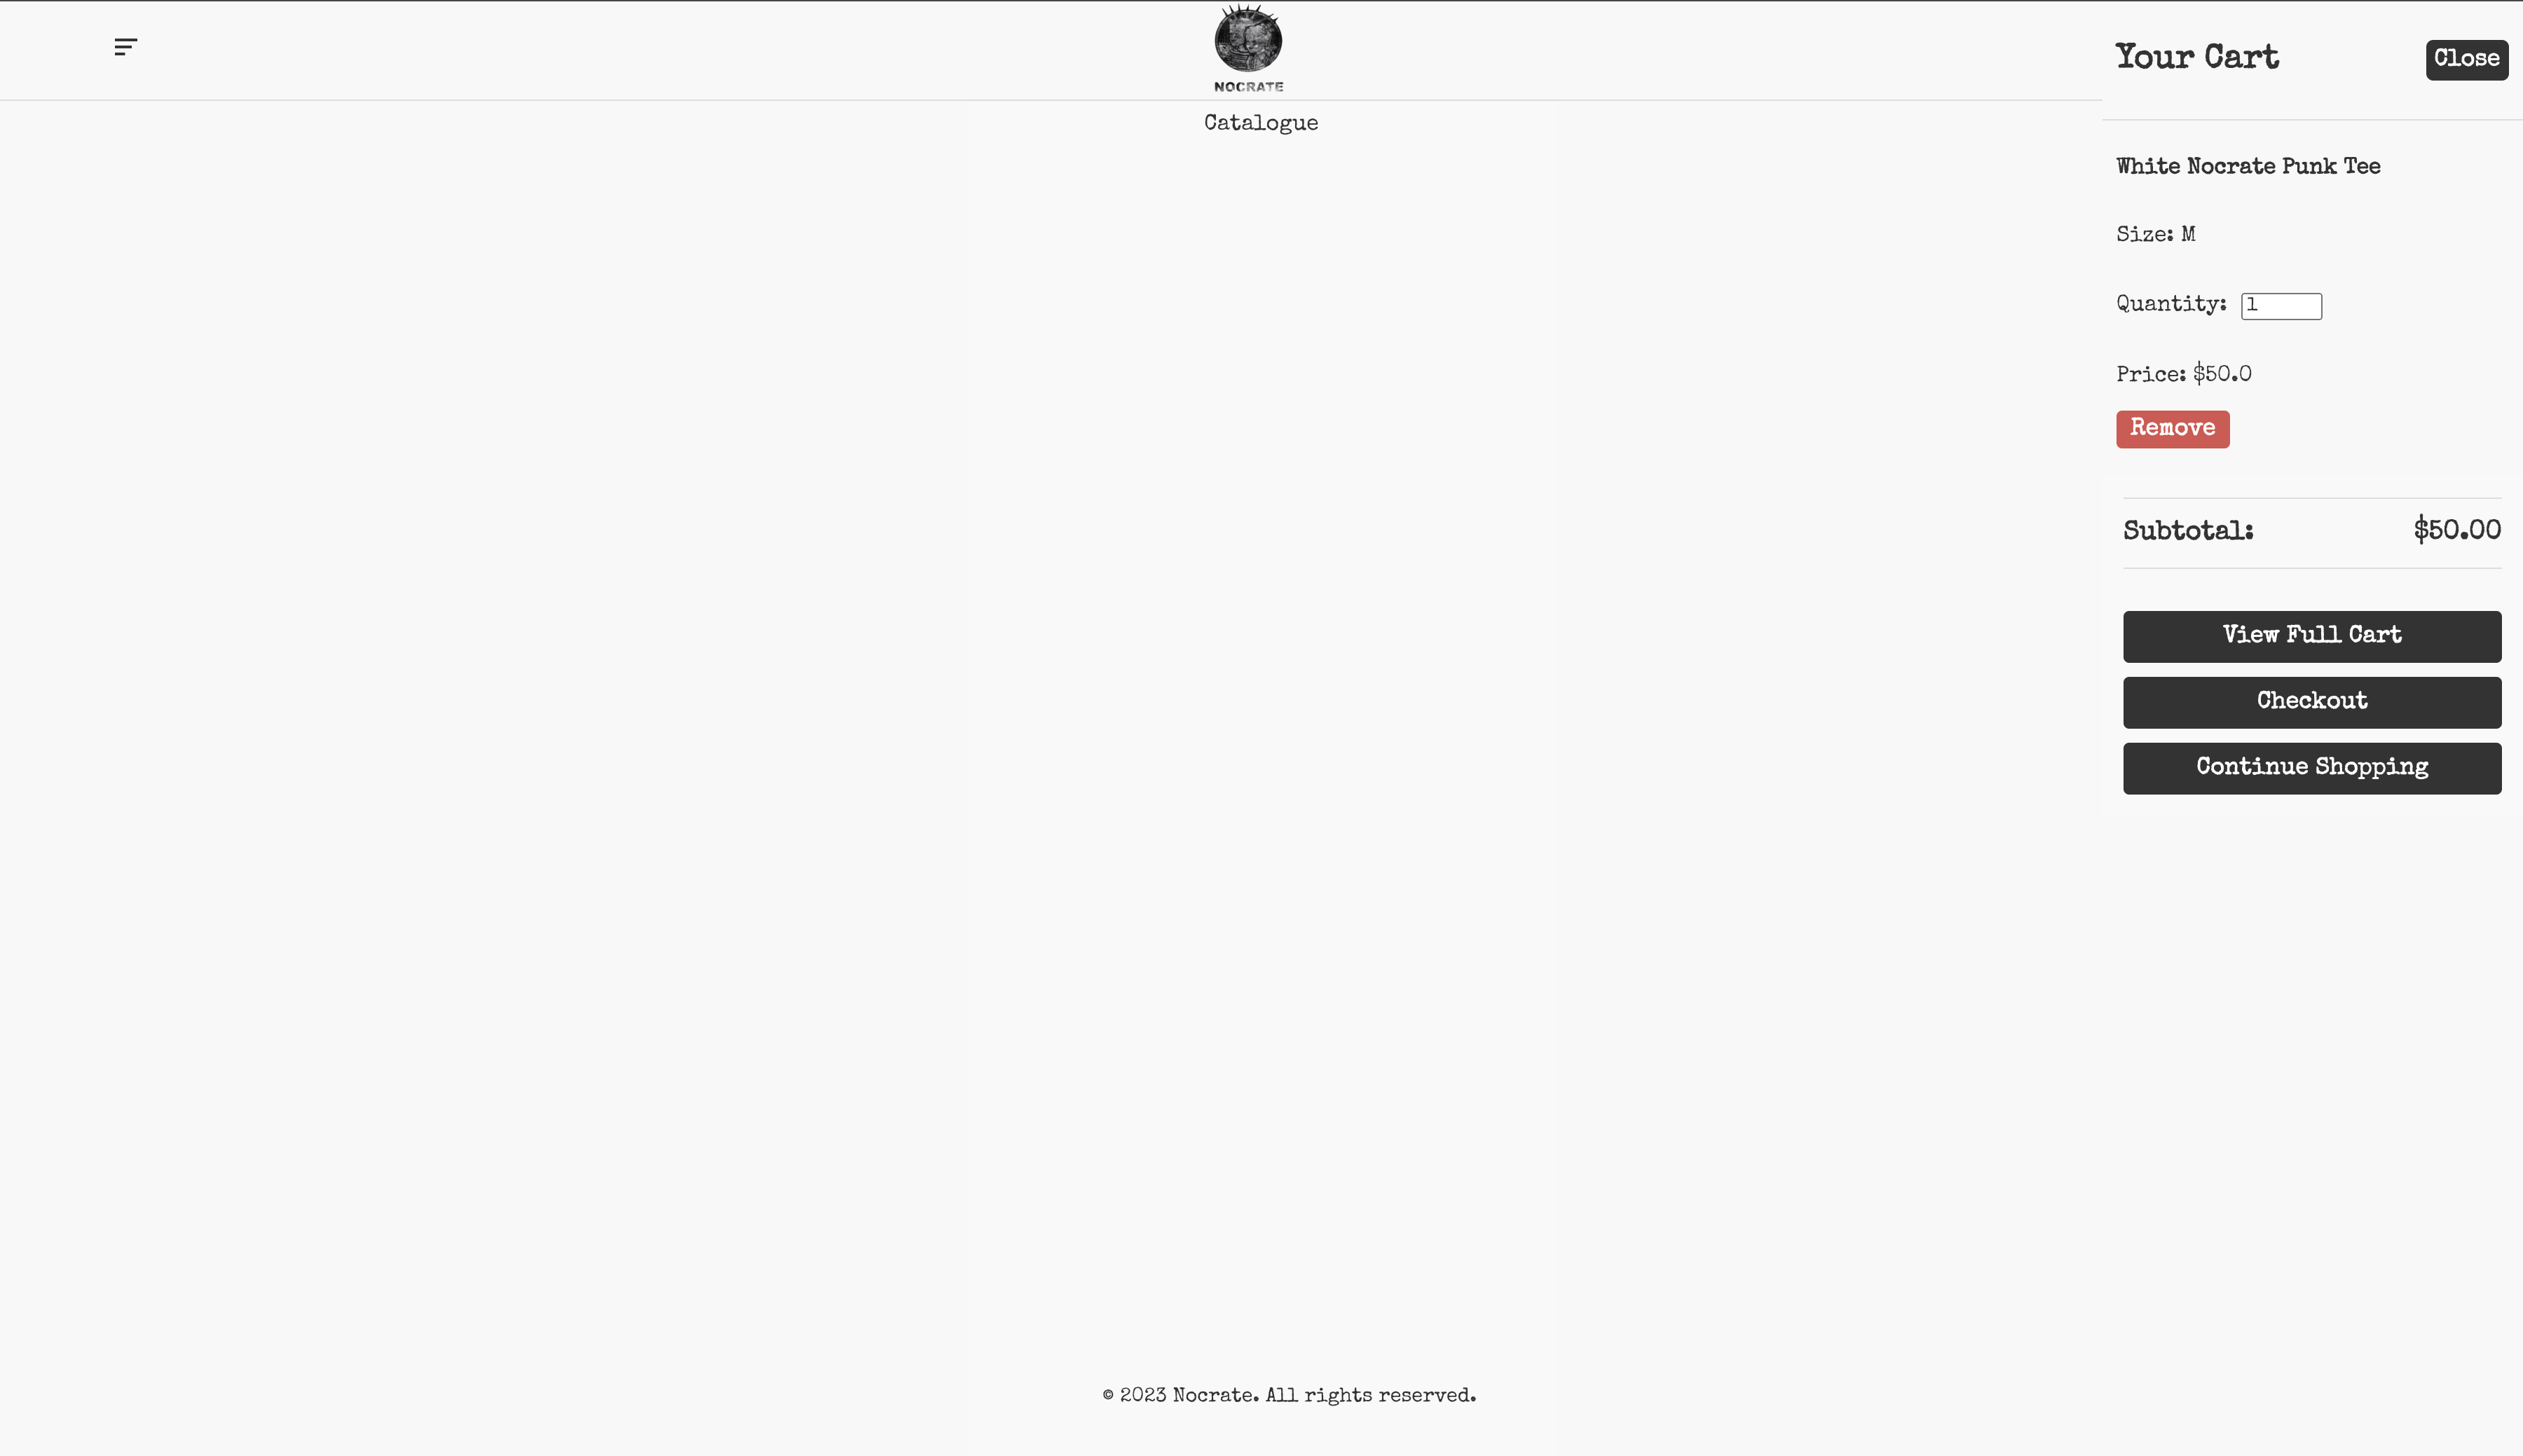 NOCRATE
Catalogue
Your Cart
Close
White Nocrate Punk Tee
Size: M
Quantity: 1
Price: $50.0
Remove
Subtotal: $50.00
View Full Cart
Checkout
Continue Shopping
© 2023 Nocrate. All rights reserved.